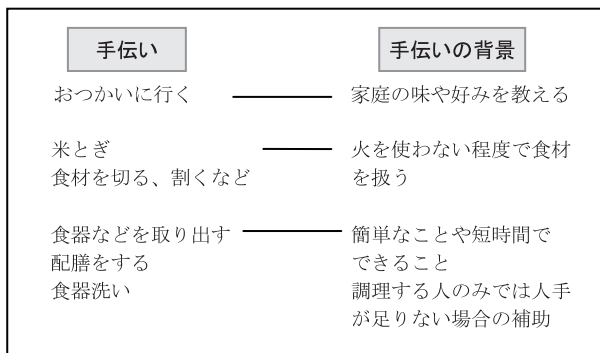 手伝い
手伝いの背景
おつかいに行く
家庭の味や好みを教える
米とぎ
食材を切る、割くなど
火を使わない程度で食材
を扱う
食器などを取り出す
配膳をする
食器洗い
簡単なことや短時間で
できること
調理する人のみでは人手
が足りない場合の補助